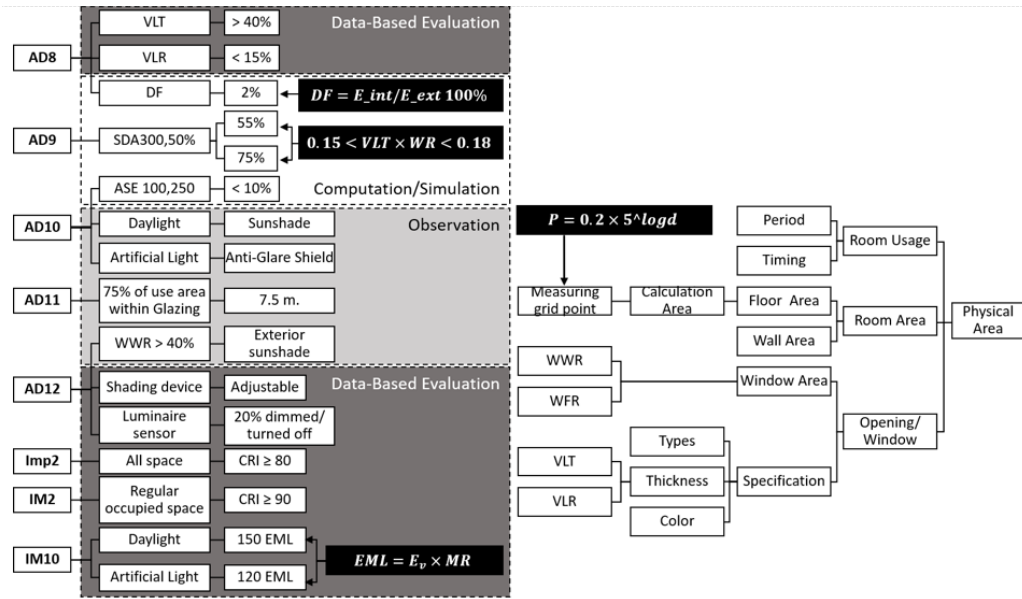 VLT
> 40%
Data-Based Evaluation
AD8
VLR
< 15%
DF
2%
DF = E_int/E_ext 100%
AD9
SDA300,50%
55%
75%
0.15 < VLT × WR < 0.18
ASE 100,250
< 10%
Computation/Simulation
AD10
Daylight
Sunshade
Observation
Artificial Light
Anti-Glare Shield
AD11
75% of use area
within Glazing
7.5 m.
WWR > 40%
Exterior
sunshade
AD12
Shading device
Adjustable
Data-Based Evaluation
Luminaire
sensor
20% dimmed/
turned off
Imp2
All space
CRI ≥ 80
IM2
Regular
occupied space
CRI ≥ 90
IM10
Daylight
150 EML
Artificial Light
120 EML
EML = E_v × MR
P = 0.2 × 5^logd
Measuring
grid point
Calculation
Area
Period
Timing
Room Usage
Floor Area
Wall Area
Room Area
Physical
Area
WWR
WFR
Window Area
Opening/
Window
VLT
VLR
Types
Thickness
Color
Specification